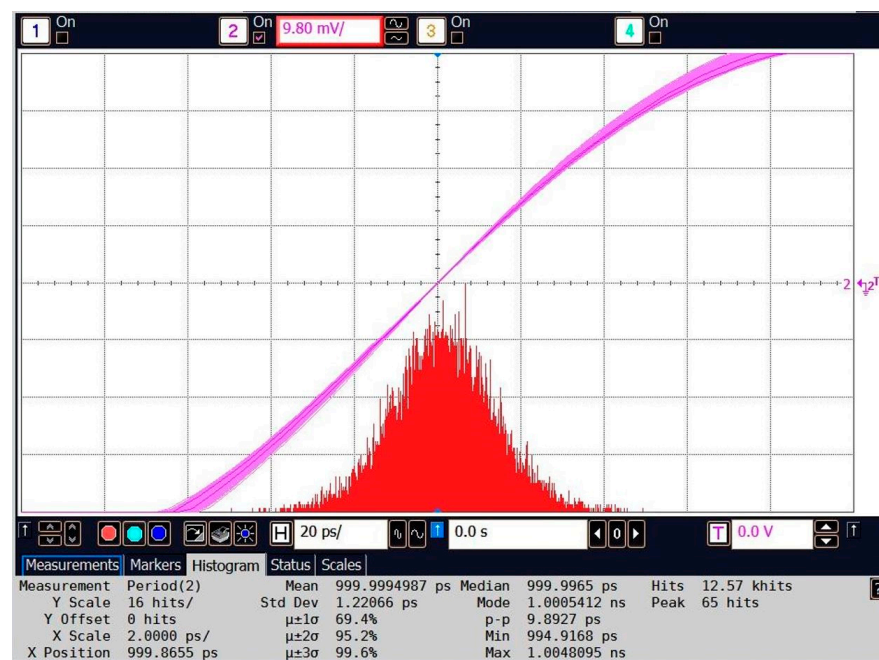 1 On 2 On 9.80 mV/ 3 On 4 On
2 2T
H 20 ps/ 0.0 s 0 T 0.0 V
Measurements Markers Histogram Status Scales
Measurement Period(2) Mean 999.9994987 ps Median 999.9965 ps Hits 12.57 khits
Y Scale 16 hits/ Std Dev 1.22066 ps Mode 1.0005412 ns Peak 65 hits
Y Offset 0 hits μ±1σ 69.4% p-p 9.8927 ps
X Scale 2.0000 ps/ μ±2σ 95.2% Min 994.9168 ps
X Position 999.8655 ps μ±3σ 99.6% Max 1.0048095 ns